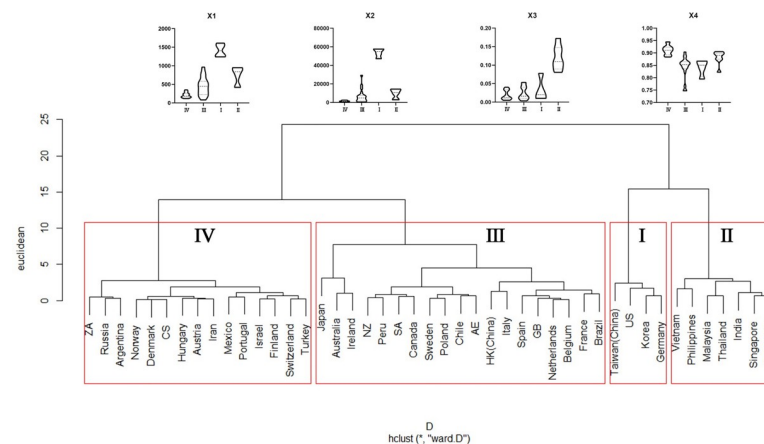 X1
X2
X3
X4
2000
1500
1000
500
0
IV
III
I
II
80000
60000
40000
20000
0
IV
III
I
II
0.20
0.15
0.10
0.05
0.00
IV
III
I
II
1.00
0.95
0.90
0.85
0.80
0.75
0.70
IV
III
I
II
euclidean
25
20
15
10
5
0
IV
III
I
II
ZA
Russia
Argentina
Norway
Denmark
CS
Hungary
Austria
Iran
Mexico
Portugal
Israel
Finland
Switzerland
Turkey
Japan
Australia
Ireland
NZ
Peru
SA
Canada
Sweden
Poland
Chile
AE
HK(China)
Italy
Spain
GB
Netherlands
Belgium
France
Brazil
Taiwan(China)
US
Korea
Germany
Vietnam
Philippines
Malaysia
Thailand
India
Singapore
D
hclust (*, "ward.D")